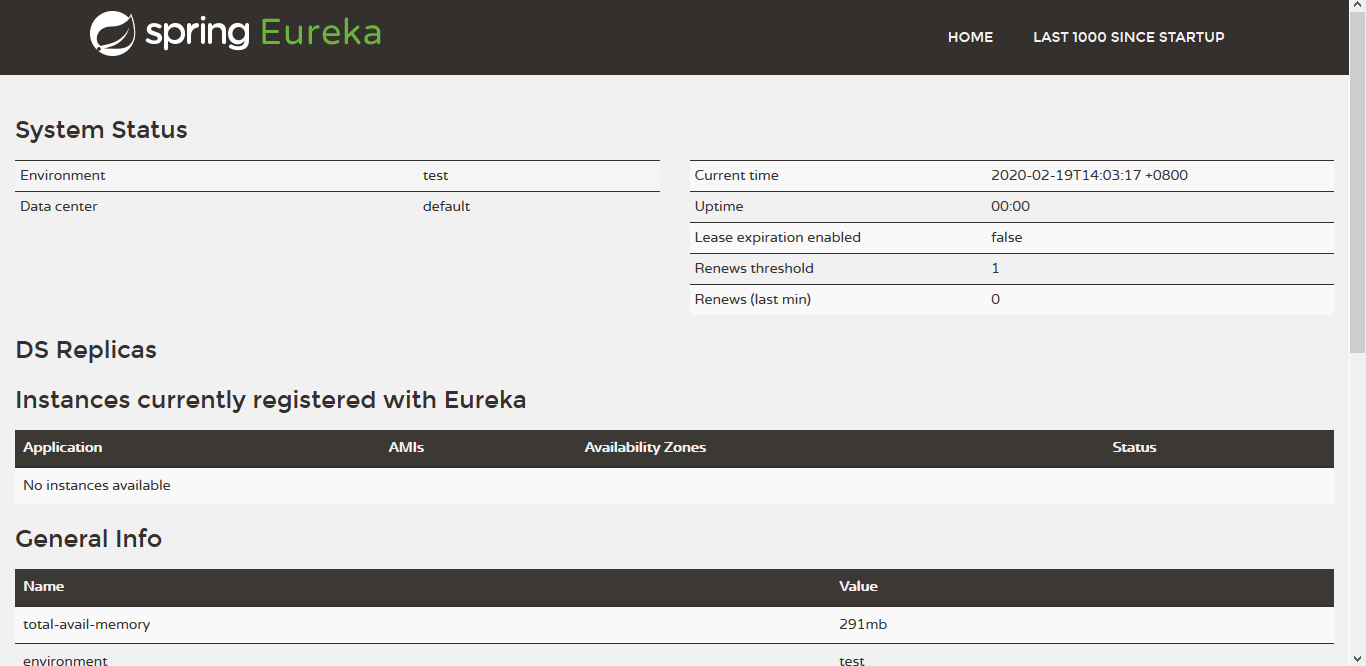 spring Eureka
HOME LAST 1000 SINCE STARTUP
System Status
Environment test
Data center default
Current time 2020-02-19T14:03:17 +0800
Uptime 00:00
Lease expiration enabled false
Renews threshold 1
Renews (last min) 0
DS Replicas
Instances currently registered with Eureka
Application AMIs Availability Zones Status
No instances available
General Info
Name Value
total-avail-memory 291mb
environment test